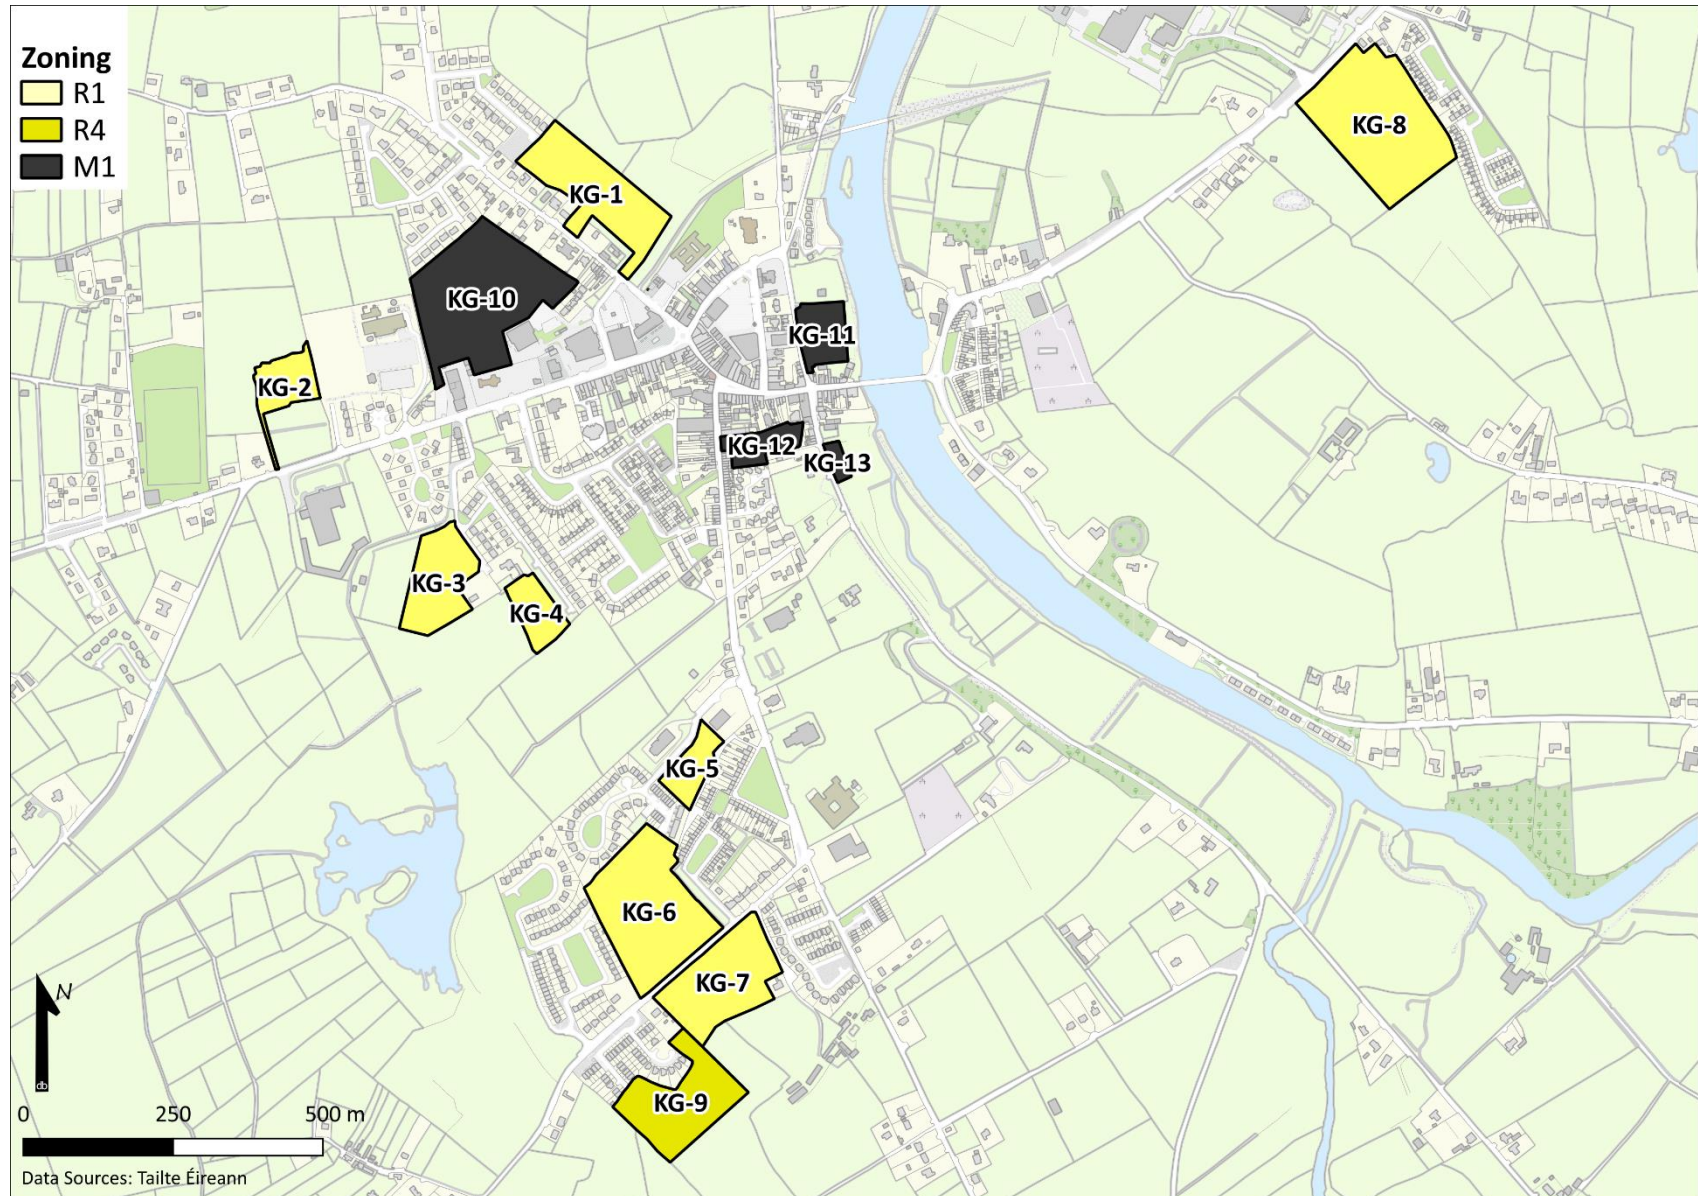 Zoning
R1
R4
M1
KG-8
KG-1
KG-10
KG-11
KG-2
KG-12
KG-13
KG-3
KG-4
KG-5
KG-6
KG-7
KG-9
N
db
0 250 500 m
Data Sources: Tailte Éireann